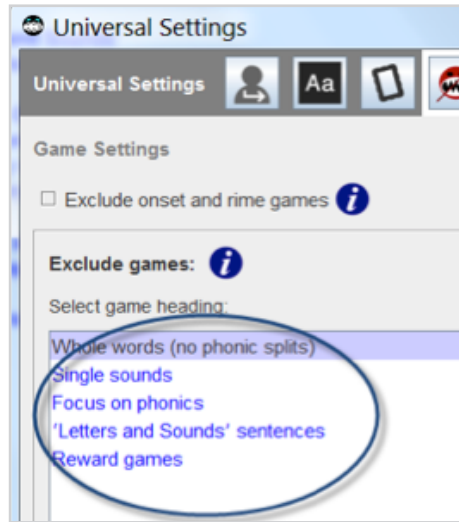 Universal Settings
Universal Settings
Aa
Game Settings
Exclude onset and rime games i
Exclude games: i
Select game heading:
Whole words (no phonic splits)
Single sounds
Focus on phonics
'Letters and Sounds' sentences
Reward games